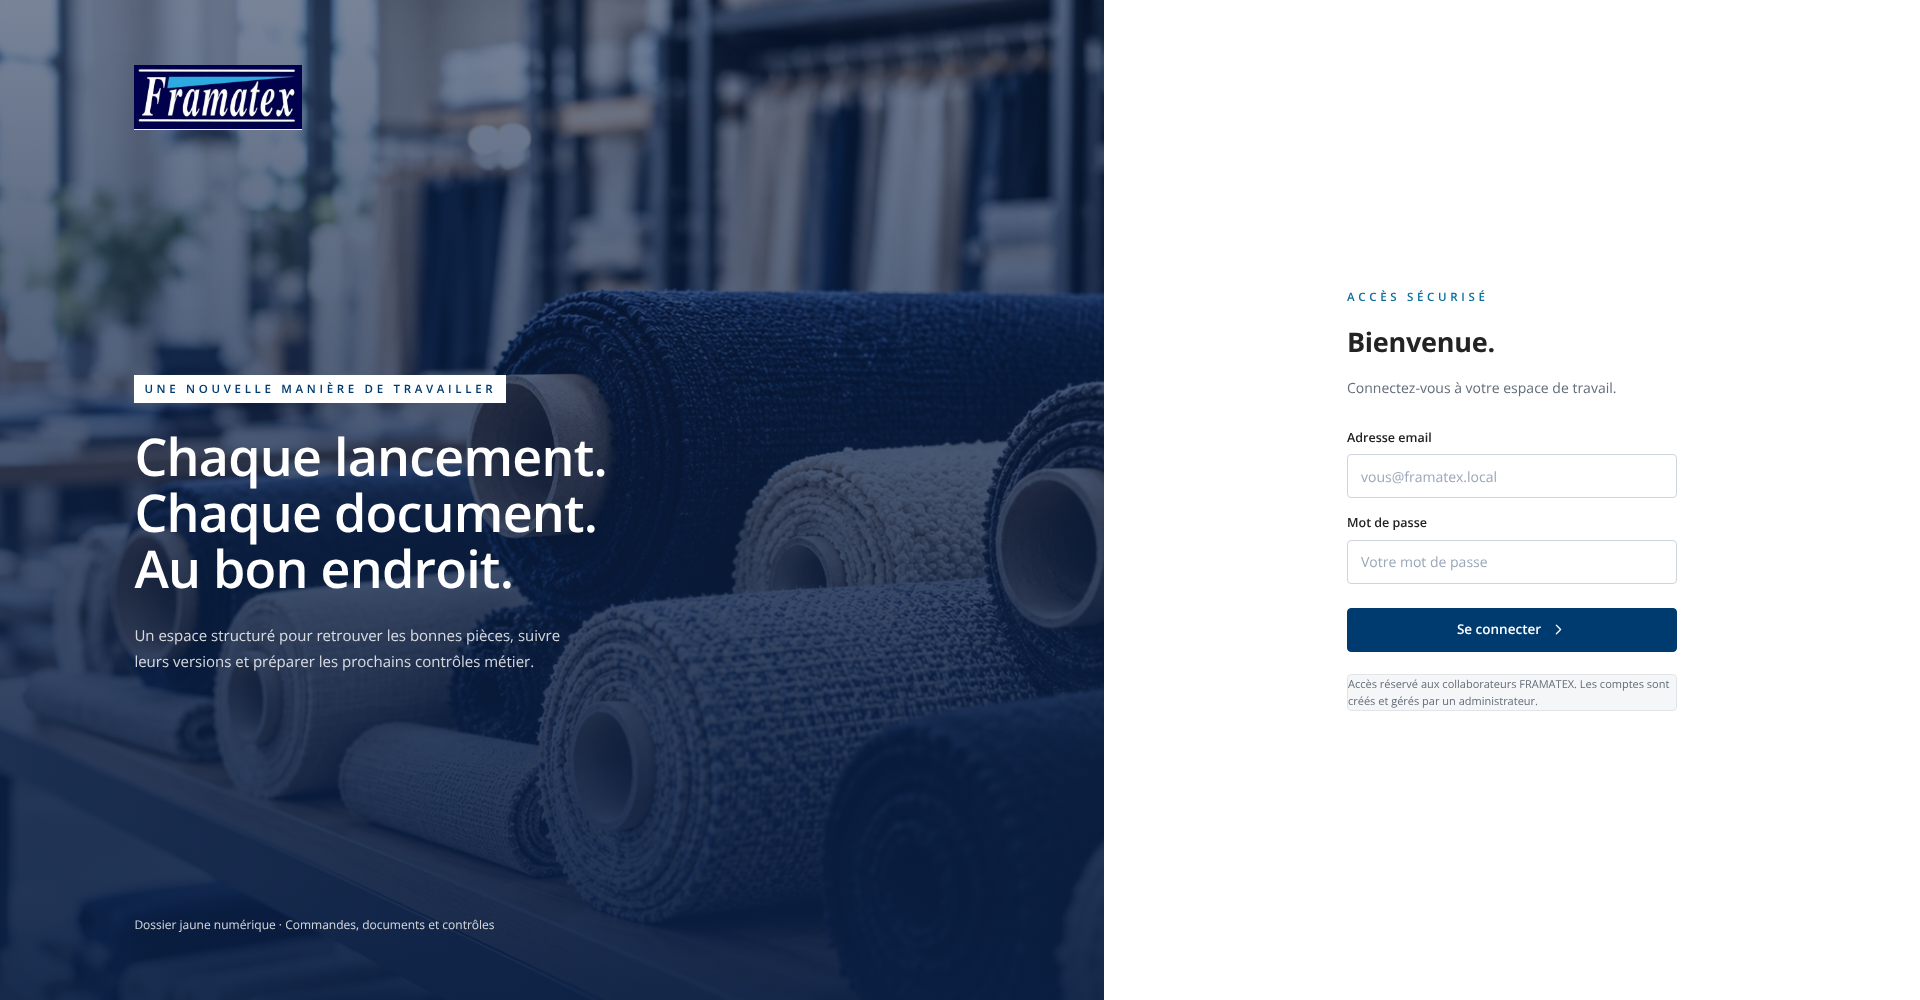 Framatex
UNE NOUVELLE MANIÈRE DE TRAVAILLER
Chaque lancement.
Chaque document.
Au bon endroit.
Un espace structuré pour retrouver les bonnes pièces, suivre
leurs versions et préparer les prochains contrôles métier.
Dossier jaune numérique · Commandes, documents et contrôles
ACCÈS SÉCURISÉ
Bienvenue.
Connectez-vous à votre espace de travail.
Adresse email
vous@framatex.local
Mot de passe
Votre mot de passe
Se connecter
Accès réservé aux collaborateurs FRAMATEX. Les comptes sont
créés et gérés par un administrateur.